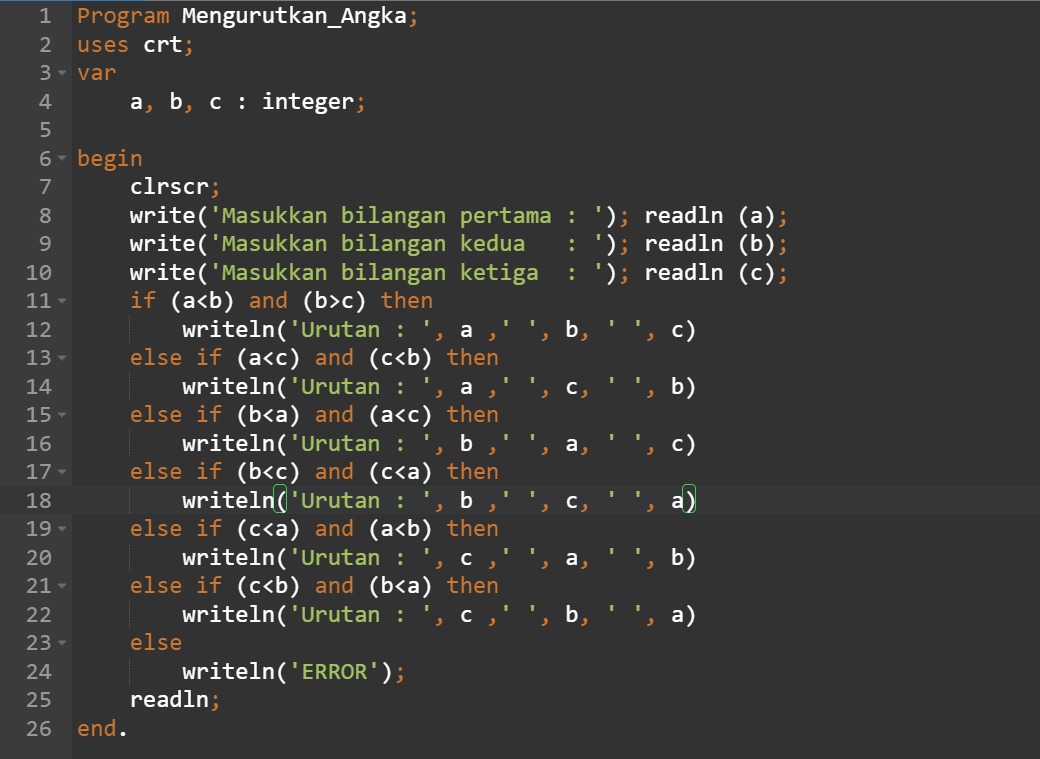 1 Program Mengurutkan_Angka;
2 uses crt;
3 var
4     a, b, c : integer;
5
6 begin
7     clrscr;
8     write('Masukkan bilangan pertama : '); readln (a);
9     write('Masukkan bilangan kedua   : '); readln (b);
10     write('Masukkan bilangan ketiga  : '); readln (c);
11     if (a<b) and (b>c) then
12         writeln('Urutan : ', a ,' ', b, ' ', c)
13     else if (a<c) and (c<b) then
14         writeln('Urutan : ', a ,' ', c, ' ', b)
15     else if (b<a) and (a<c) then
16         writeln('Urutan : ', b ,' ', a, ' ', c)
17     else if (b<c) and (c<a) then
18         writeln('Urutan : ', b ,' ', c, ' ', a)
19     else if (c<a) and (a<b) then
20         writeln('Urutan : ', c ,' ', a, ' ', b)
21     else if (c<b) and (b<a) then
22         writeln('Urutan : ', c ,' ', b, ' ', a)
23     else
24         writeln('ERROR');
25     readln;
26 end.